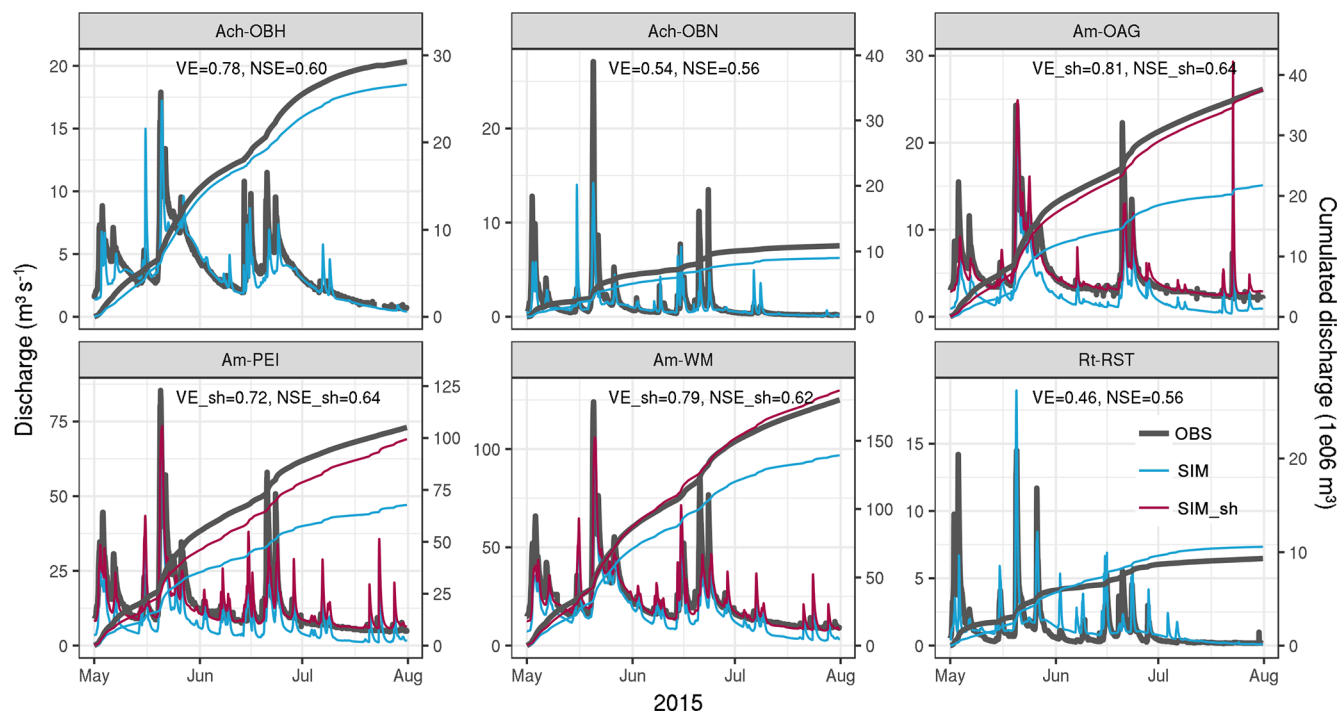 Ach-OBH
Ach-OBN
Am-OAG
VE=0.78, NSE=0.60
VE=0.54, NSE=0.56
VE_sh=0.81, NSE_sh=0.64
20
15
10
5
0
30
20
10
0
20
10
0
40
30
20
10
0
30
20
10
0
40
30
20
10
0
Discharge (m³ s⁻¹)
Cumulated discharge (1e06 m³)
Am-PEI
Am-WM
Rt-RST
VE_sh=0.72, NSE_sh=0.64
VE_sh=0.79, NSE_sh=0.62
VE=0.46, NSE=0.56
OBS
SIM
SIM_sh
75
50
25
0
125
100
75
50
25
0
100
50
0
150
100
50
0
15
10
5
0
20
10
0
May Jun Jul Aug
May Jun Jul Aug
May Jun Jul Aug
2015